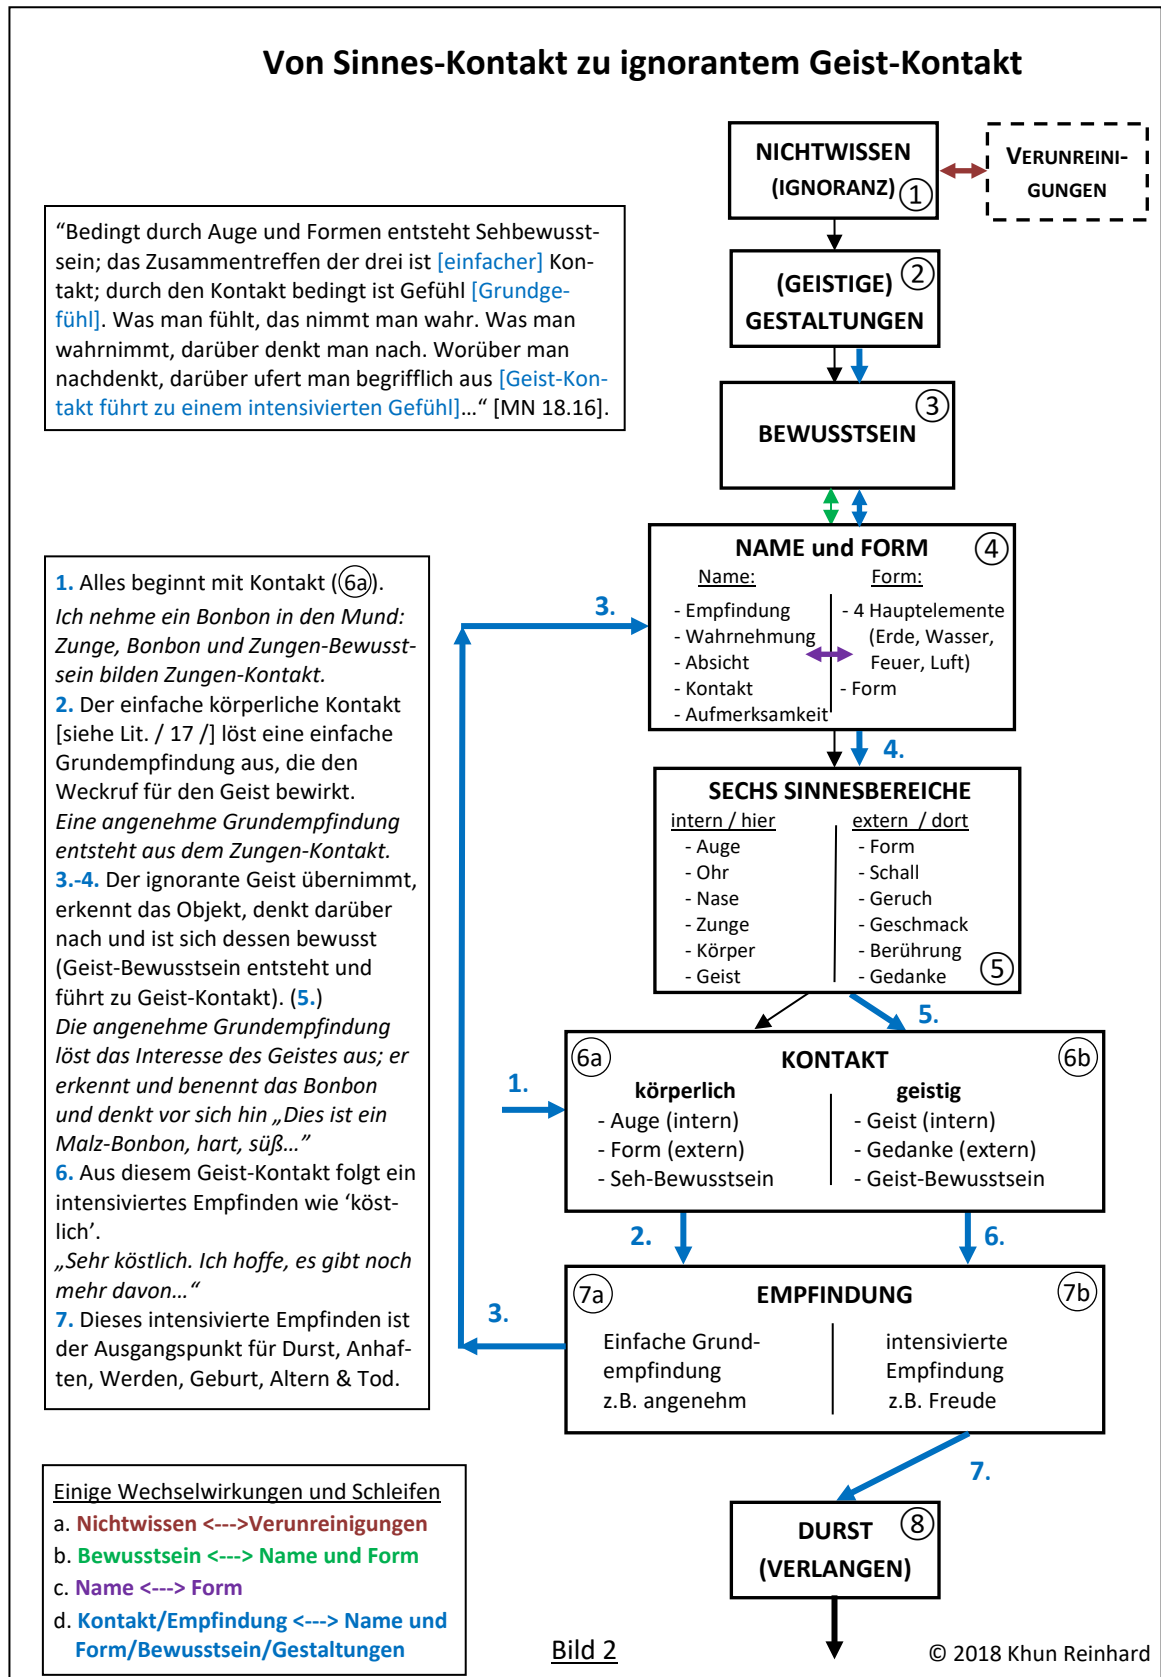 Von Sinnes-Kontakt zu ignorantem Geist-Kontakt
NICHTWISSEN
(IGNORANZ) 1
VERUNREINI-
GUNGEN
“Bedingt durch Auge und Formen entsteht Sehbewusst-
sein; das Zusammentreffen der drei ist [einfacher] Kon-
takt; durch den Kontakt bedingt ist Gefühl [Grundge-
fühl]. Was man fühlt, das nimmt man wahr. Was man
wahrnimmt, darüber denkt man nach. Worüber man
nachdenkt, darüber ufert man begrifflich aus [Geist-Kon-
takt führt zu einem intensivierten Gefühl]…“ [MN 18.16].
(GEISTIGE) 2
GESTALTUNGEN
3
BEWUSSTSEIN
NAME und FORM 4
Name: Form:
- Empfindung - 4 Hauptelemente
- Wahrnehmung (Erde, Wasser,
- Absicht Feuer, Luft)
- Kontakt - Form
- Aufmerksamkeit
3.
4.
1. Alles beginnt mit Kontakt (6a).
Ich nehme ein Bonbon in den Mund:
Zunge, Bonbon und Zungen-Bewusst-
sein bilden Zungen-Kontakt.
2. Der einfache körperliche Kontakt
[siehe Lit. / 17 /] löst eine einfache
Grundempfindung aus, die den
Weckruf für den Geist bewirkt.
Eine angenehme Grundempfindung
entsteht aus dem Zungen-Kontakt.
3.-4. Der ignorante Geist übernimmt,
erkennt das Objekt, denkt darüber
nach und ist sich dessen bewusst
(Geist-Bewusstsein entsteht und
führt zu Geist-Kontakt). (5.)
Die angenehme Grundempfindung
löst das Interesse des Geistes aus; er
erkennt und benennt das Bonbon
und denkt vor sich hin „Dies ist ein
Malz-Bonbon, hart, süß…”
6. Aus diesem Geist-Kontakt folgt ein
intensiviertes Empfinden wie ‘köst-
lich’.
„Sehr köstlich. Ich hoffe, es gibt noch
mehr davon…“
7. Dieses intensivierte Empfinden ist
der Ausgangspunkt für Durst, Anhaf-
ten, Werden, Geburt, Altern & Tod.
SECHS SINNESBEREICHE
intern / hier extern / dort
- Auge - Form
- Ohr - Schall
- Nase - Geruch
- Zunge - Geschmack
- Körper - Berührung
- Geist - Gedanke 5
5.
6a KONTAKT 6b
1.
körperlich geistig
- Auge (intern) - Geist (intern)
- Form (extern) - Gedanke (extern)
- Seh-Bewusstsein - Geist-Bewusstsein
2. 6.
7a EMPFINDUNG 7b
3.
Einfache Grund- intensivierte
empfindung Empfindung
z.B. angenehm z.B. Freude
7.
DURST 8
(VERLANGEN)
Einige Wechselwirkungen und Schleifen
a. Nichtwissen <--->Verunreinigungen
b. Bewusstsein <---> Name und Form
c. Name <---> Form
d. Kontakt/Empfindung <---> Name und
Form/Bewusstsein/Gestaltungen
Bild 2
© 2018 Khun Reinhard